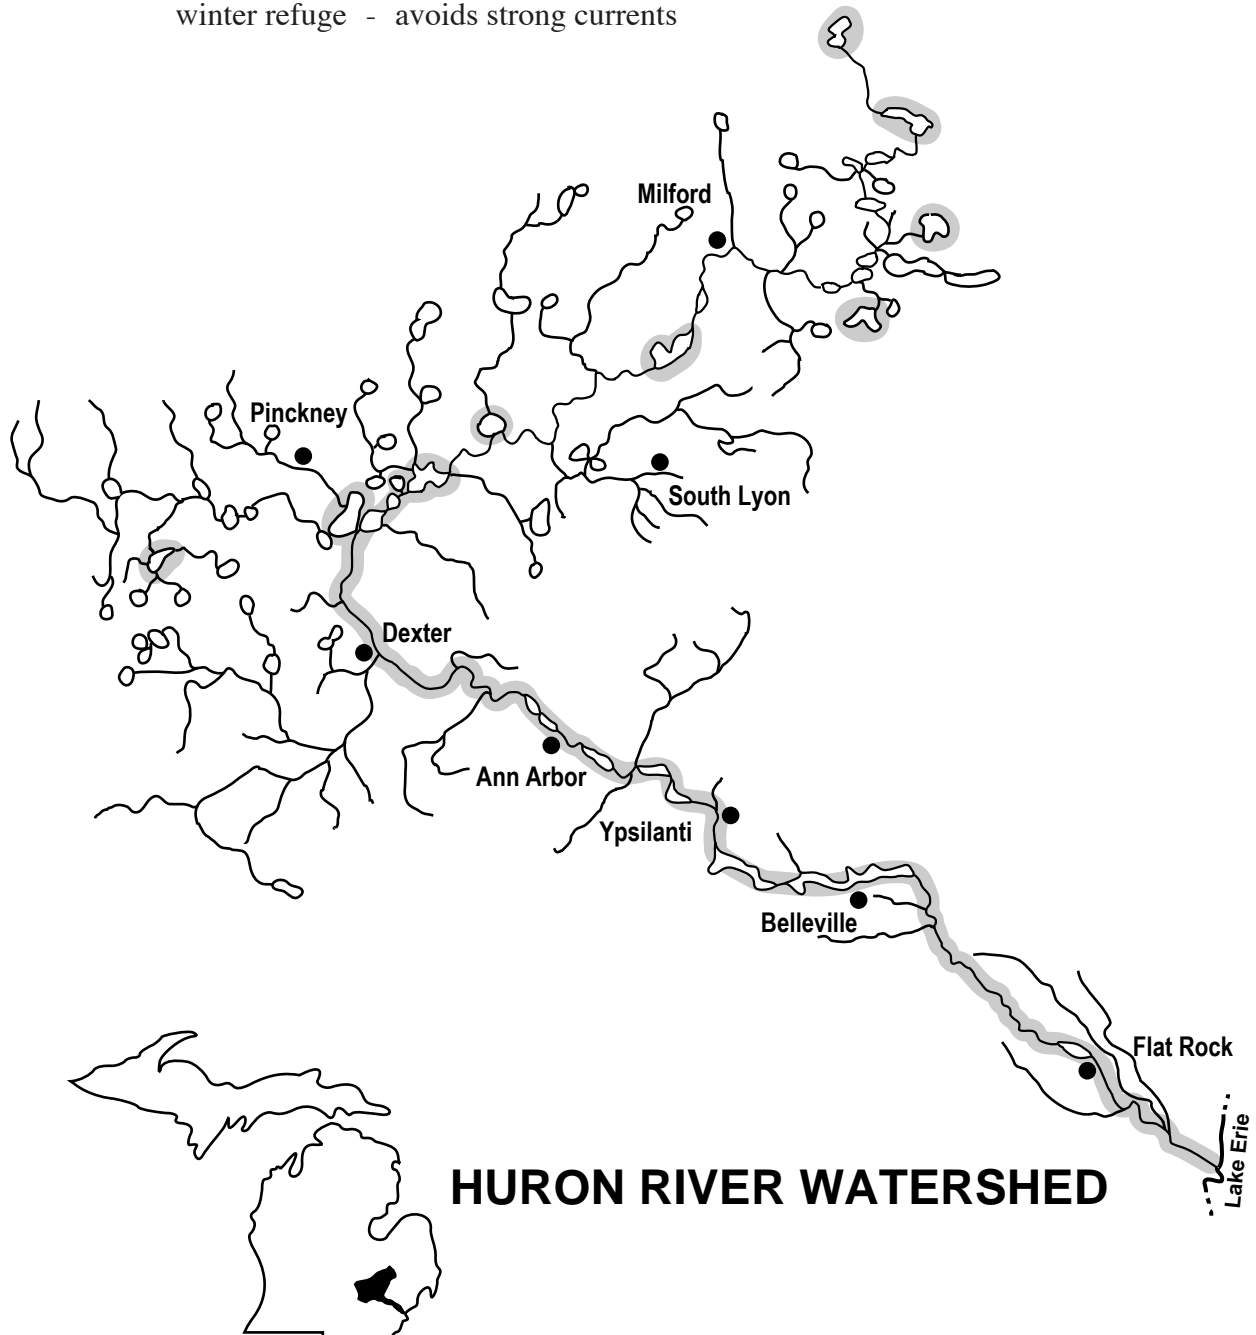 winter refuge - avoids strong currents
Milford
Pinckney
South Lyon
Dexter
Ann Arbor
Ypsilanti
Belleville
Flat Rock
Lake Erie
HURON RIVER WATERSHED